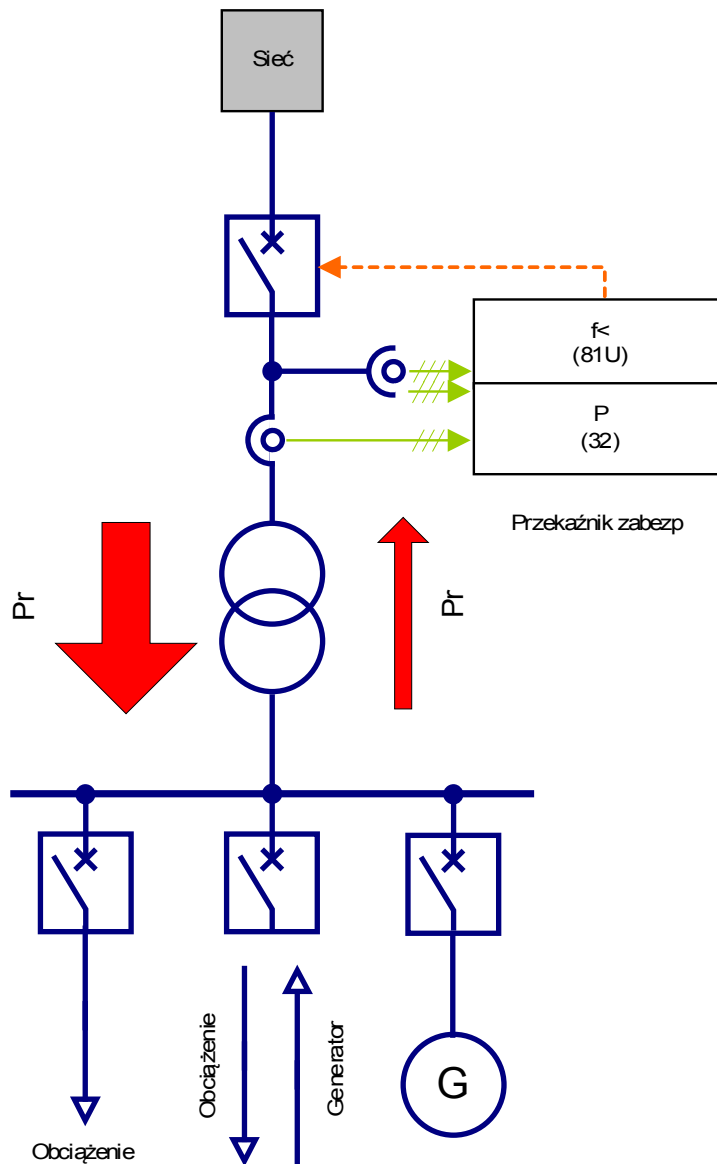 Sieć
f<
(81U)
P
(32)
Przekaźnik zabezp
Pr
Pr
Obciążenie
Generator
G
Obciążenie